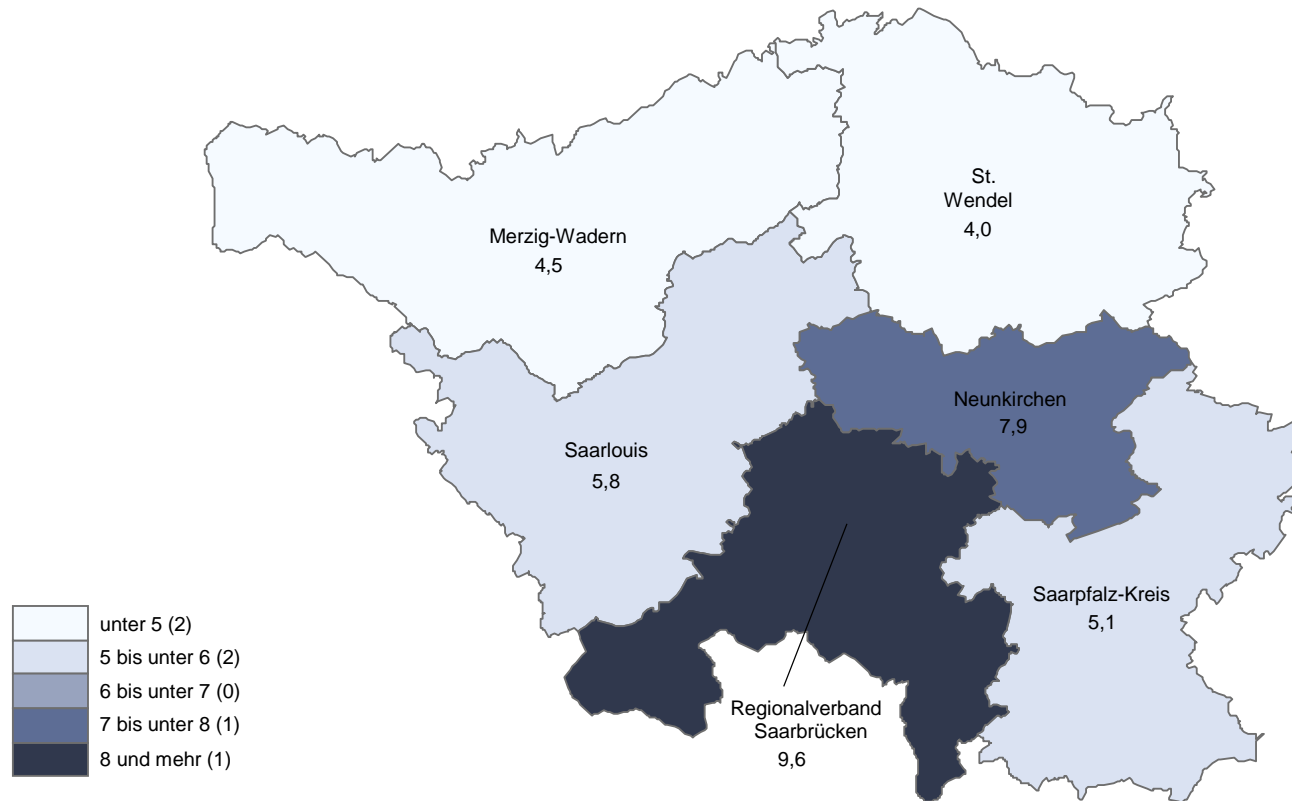 St.
Wendel
4,0
Merzig-Wadern
4,5
Neunkirchen
7,9
Saarlouis
5,8
Saarpfalz-Kreis
5,1
Regionalverband
Saarbrücken
9,6
unter 5 (2)
5 bis unter 6 (2)
6 bis unter 7 (0)
7 bis unter 8 (1)
8 und mehr (1)